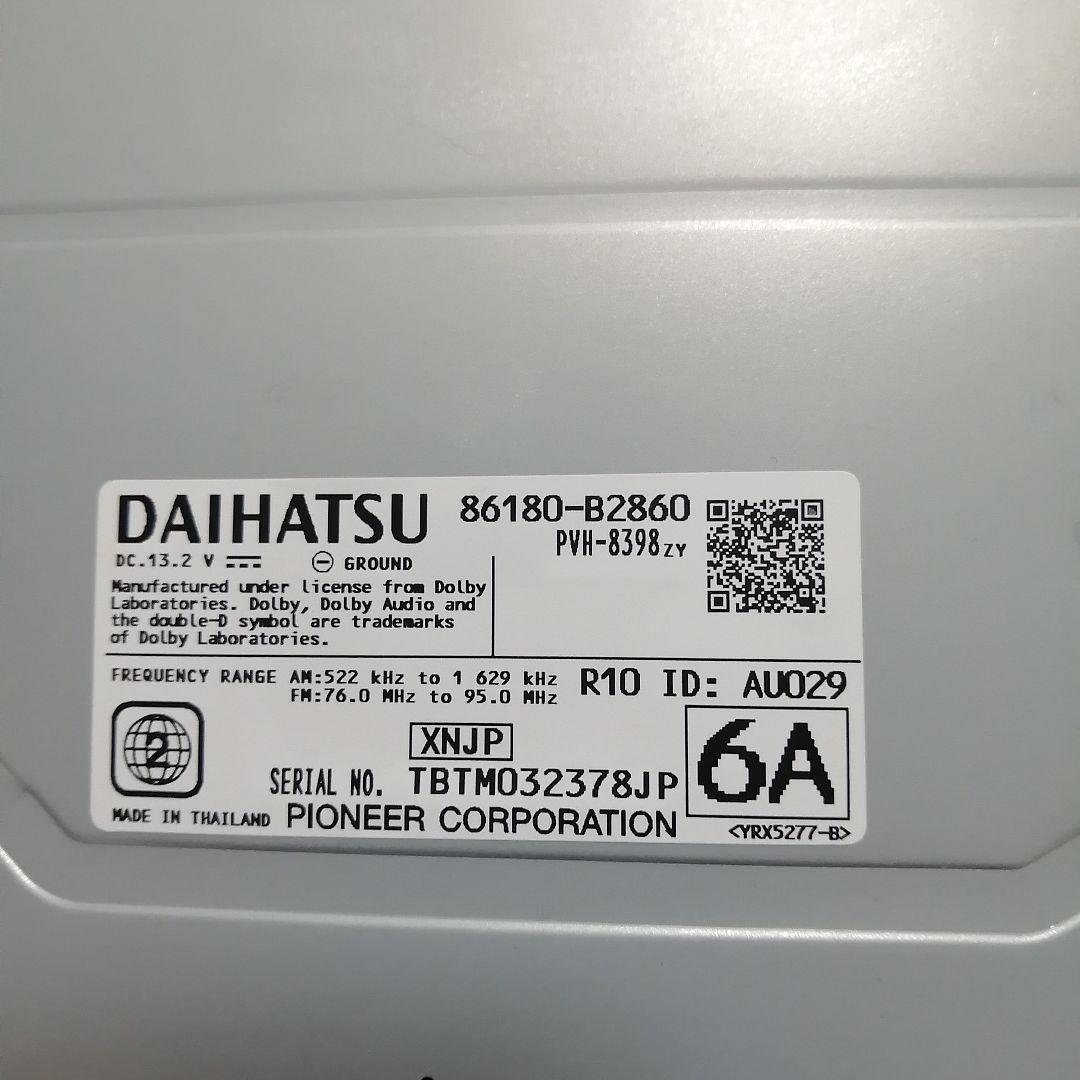 DAIHATSU 86180-B2860
PVH-8398ZY
DC.13.2 V GROUND
Manufactured under license from Dolby
Laboratories. Dolby, Dolby Audio and
the double-D symbol are trademarks
of Dolby Laboratories.
FREQUENCY RANGE AM:522 kHz to 1 629 kHz
FM:76.0 MHz to 95.0 MHz
R10 ID: AU029
2
XNJP
6A
SERIAL NO. TBTM032378JP
MADE IN THAILAND PIONEER CORPORATION
<YRX5277-B>